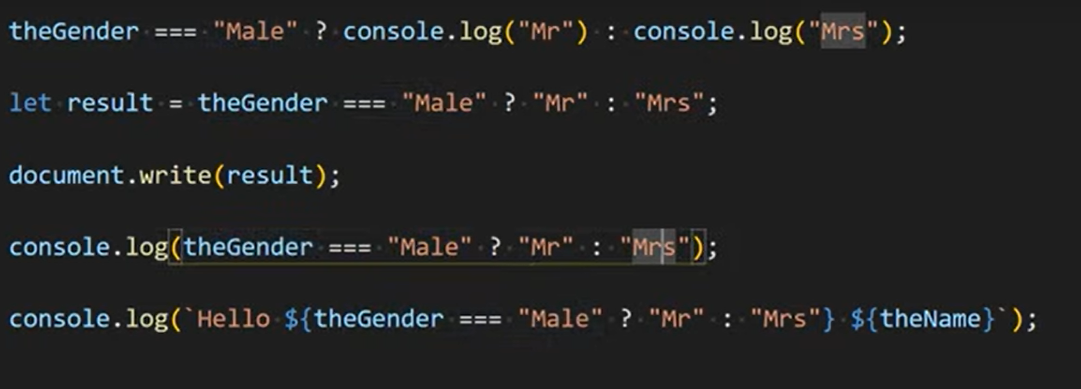 theGender === "Male" ? console.log("Mr") : console.log("Mrs");
let result = theGender === "Male" ? "Mr" : "Mrs";
document.write(result);
console.log(theGender === "Male" ? "Mr" : "Mrs");
console.log(`Hello ${theGender === "Male" ? "Mr" : "Mrs"} ${theName}`);